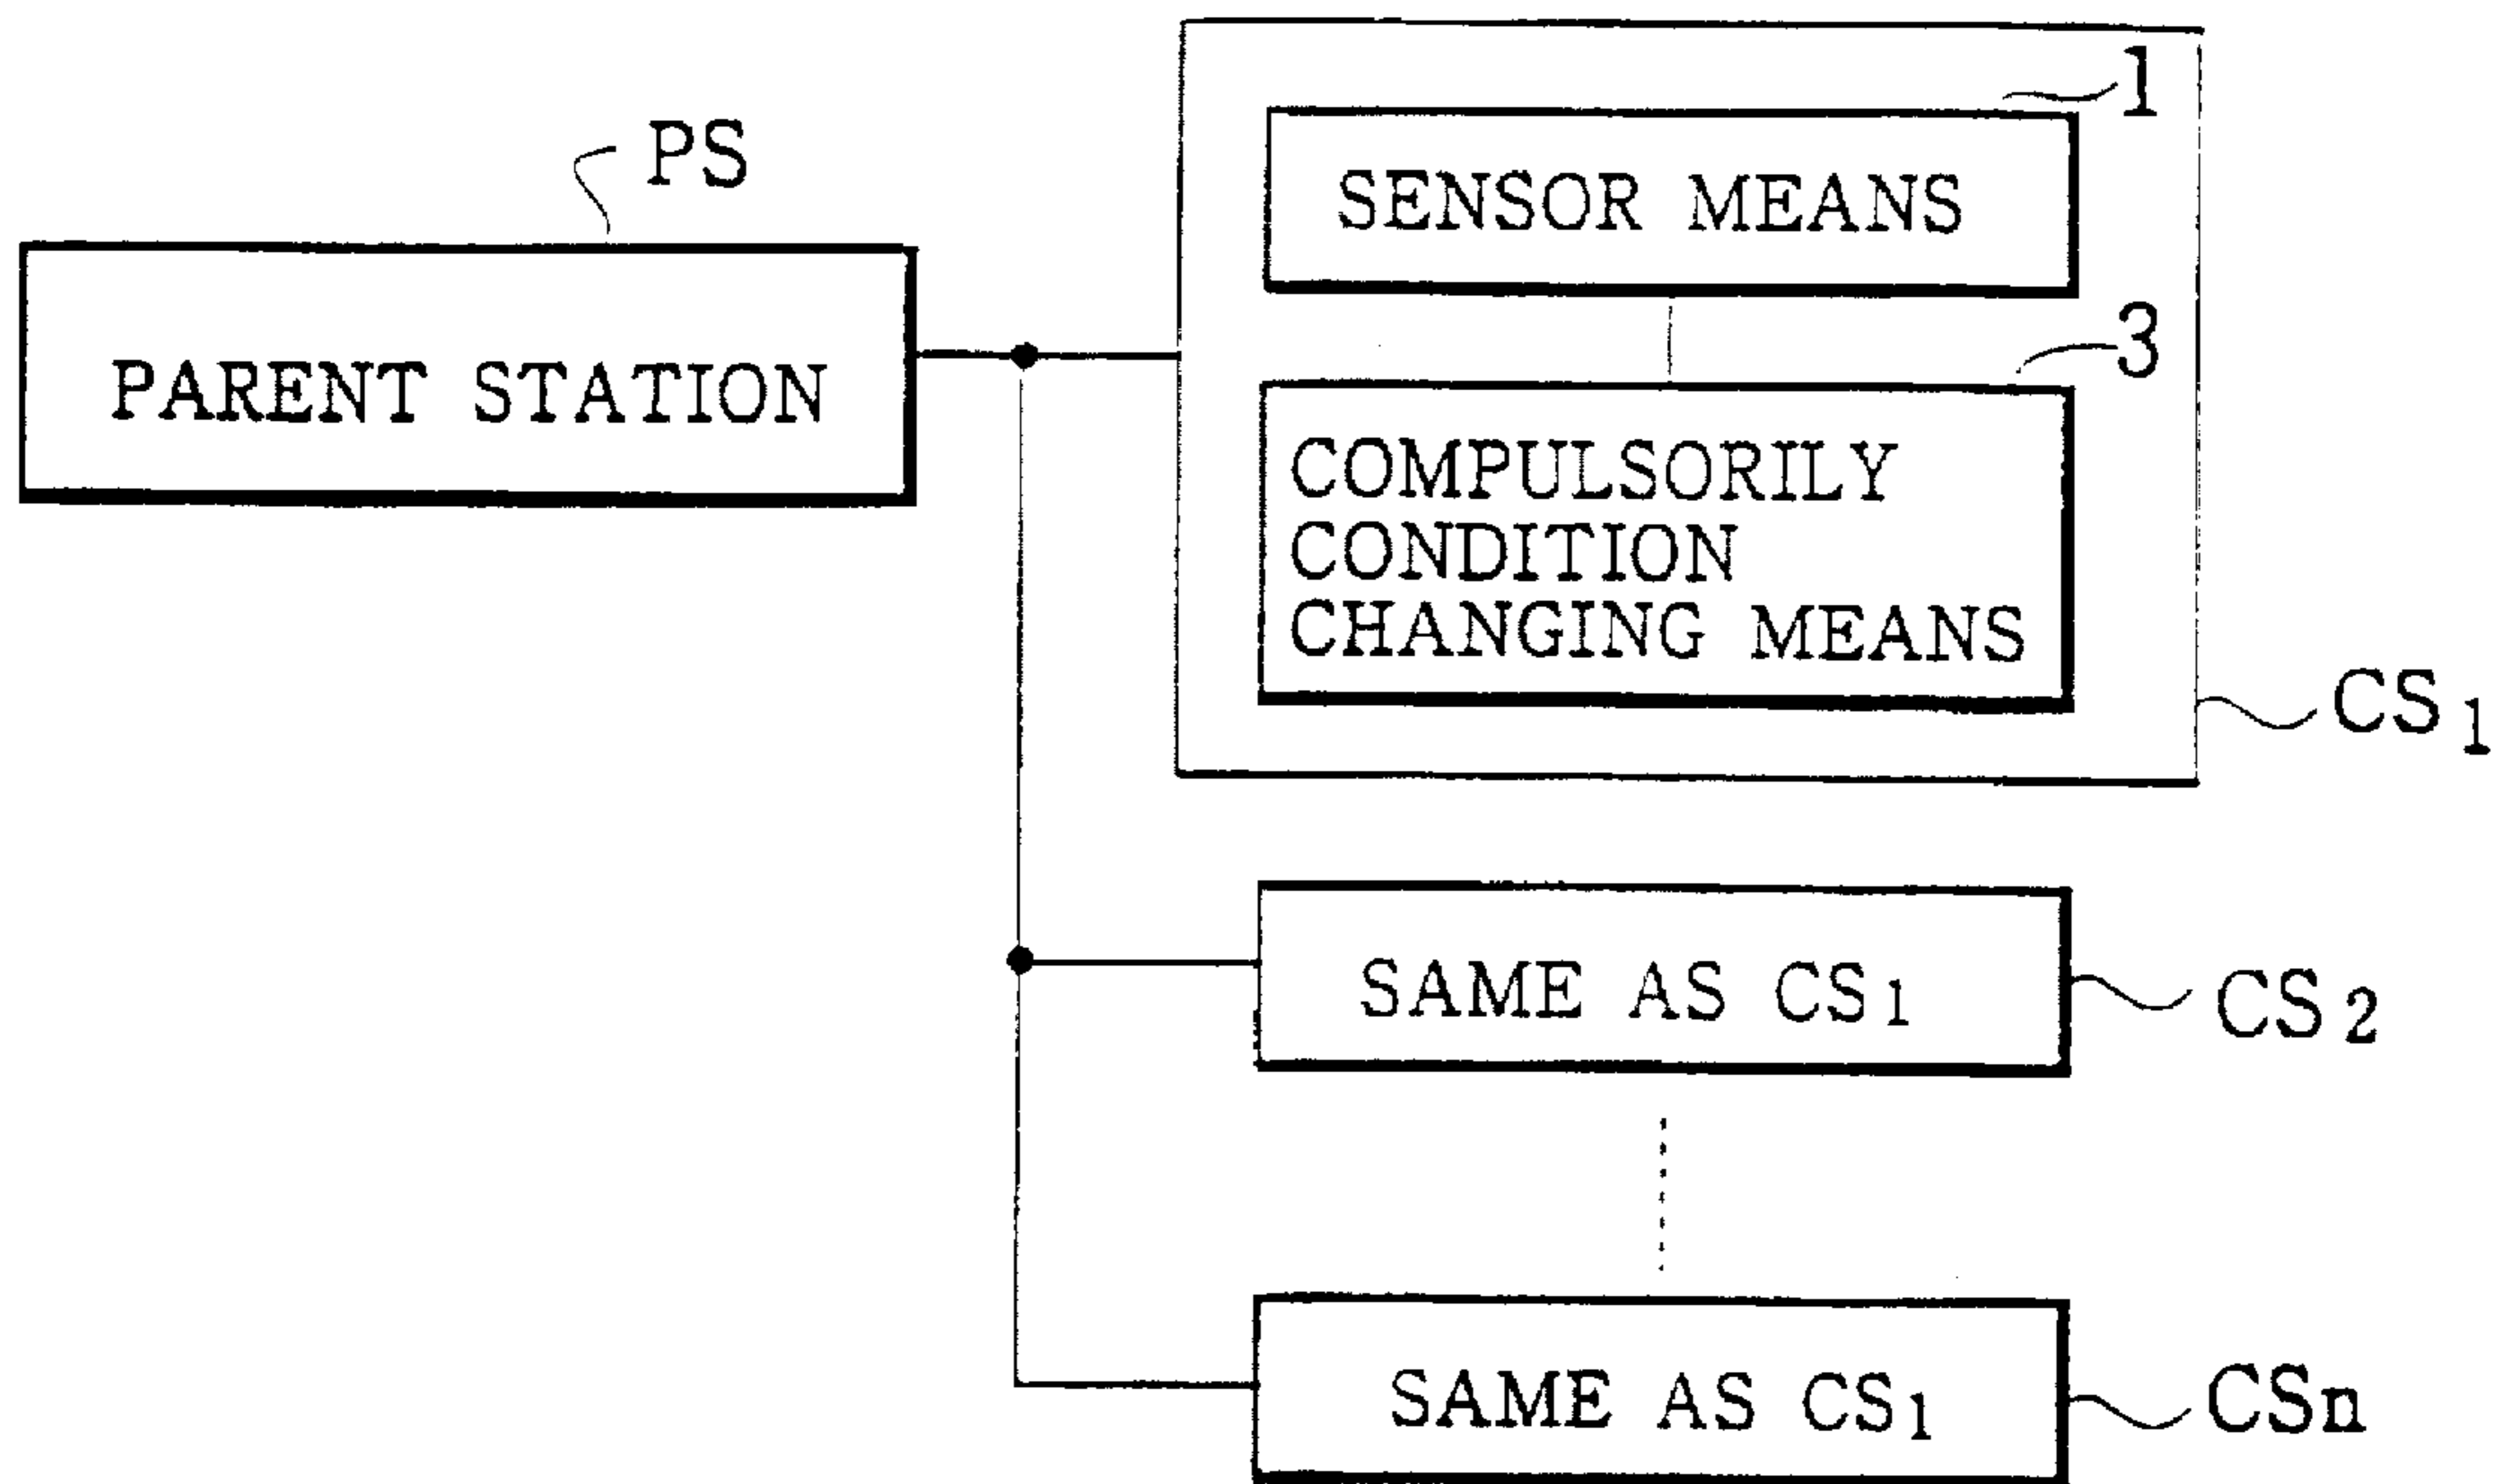 1
PS
SENSOR MEANS
3
PARENT STATION
COMPULSORILY
CONDITION
CHANGING MEANS
CS1
SAME AS CS1
CS2
SAME AS CS1
CSn